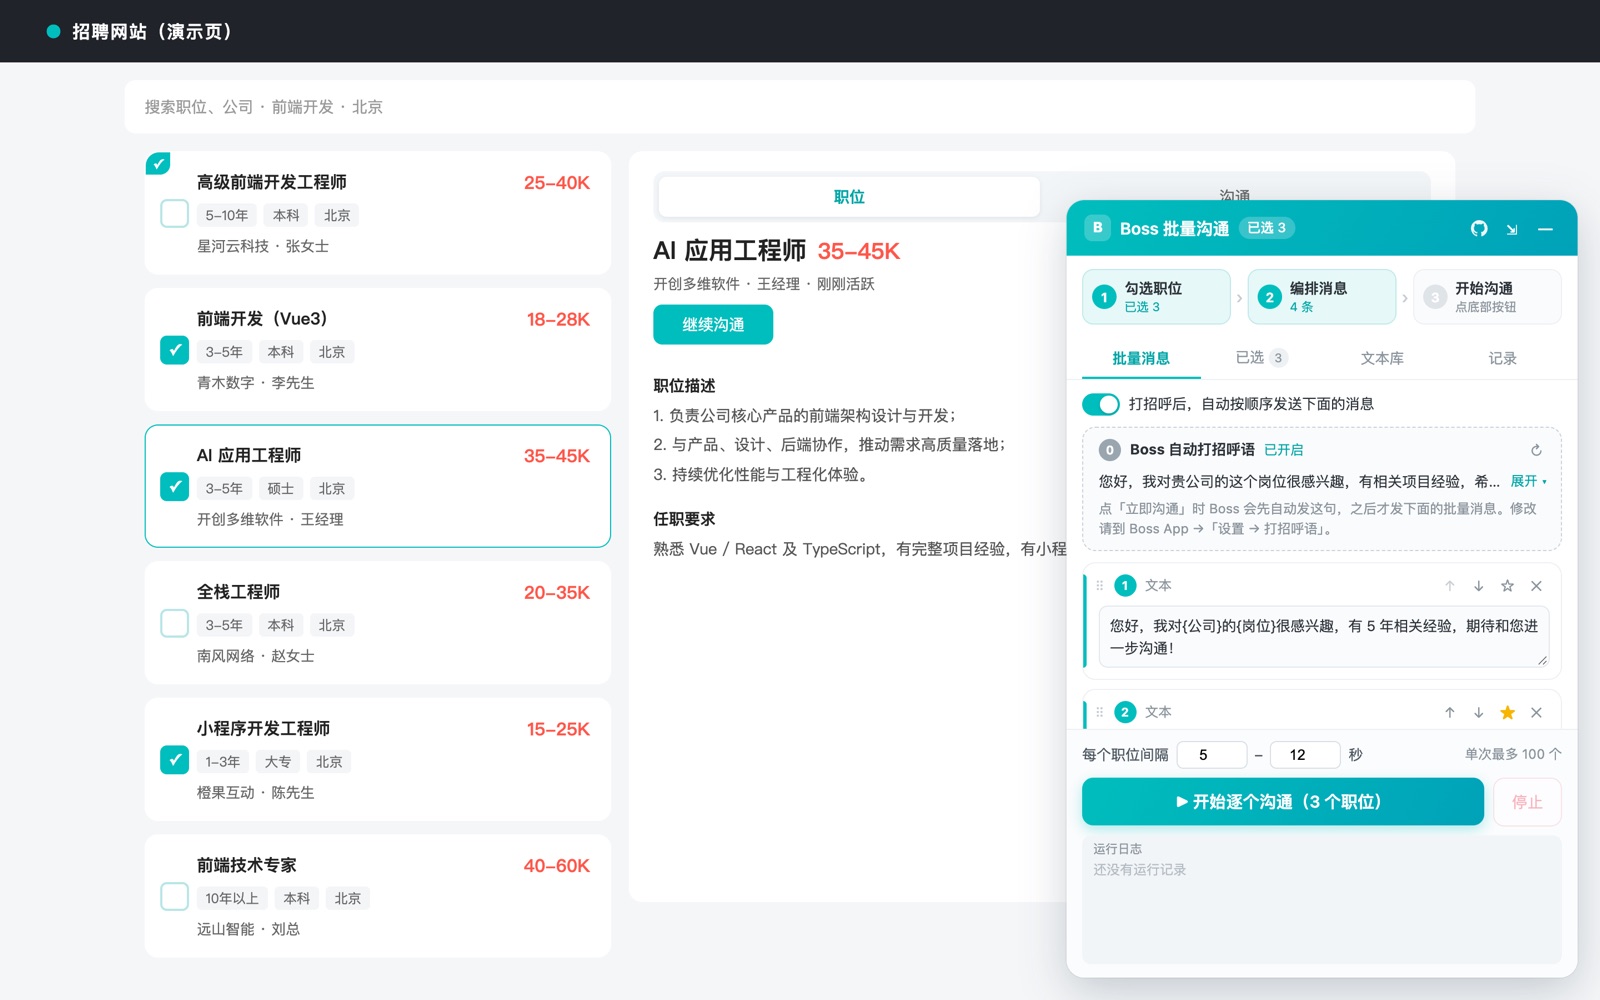 招聘网站（演示页）
搜索职位、公司 · 前端开发 · 北京
高级前端开发工程师
25–40K
5–10年 本科 北京
星河云科技 · 张女士
前端开发（Vue3）
18–28K
3–5年 本科 北京
青木数字 · 李先生
AI 应用工程师
35–45K
3–5年 硕士 北京
开创多维软件 · 王经理
全栈工程师
20–35K
3–5年 本科 北京
南风网络 · 赵女士
小程序开发工程师
15–25K
1–3年 大专 北京
橙果互动 · 陈先生
前端技术专家
40–60K
10年以上 本科 北京
远山智能 · 刘总
职位 沟通
AI 应用工程师 35–45K
开创多维软件 · 王经理 · 刚刚活跃
继续沟通
职位描述
1. 负责公司核心产品的前端架构设计与开发；
2. 与产品、设计、后端协作，推动需求高质量落地；
3. 持续优化性能与工程化体验。
任职要求
熟悉 Vue / React 及 TypeScript，有完整项目经验，有小程
B Boss 批量沟通 已选 3
1 勾选职位
已选 3
2 编排消息
4 条
3 开始沟通
点底部按钮
批量消息 已选 3 文本库 记录
打招呼后，自动按顺序发送下面的消息
0 Boss 自动打招呼语 已开启
您好，我对贵公司的这个岗位很感兴趣，有相关项目经验，希... 展开
点「立即沟通」时 Boss 会先自动发这句，之后才发下面的批量消息。修改
请到 Boss App →「设置 → 打招呼语」。
1 文本
您好，我对{公司}的{岗位}很感兴趣，有 5 年相关经验，期待和您进
一步沟通！
2 文本
每个职位间隔 5 – 12 秒 单次最多 100 个
开始逐个沟通（3 个职位） 停止
运行日志
还没有运行记录